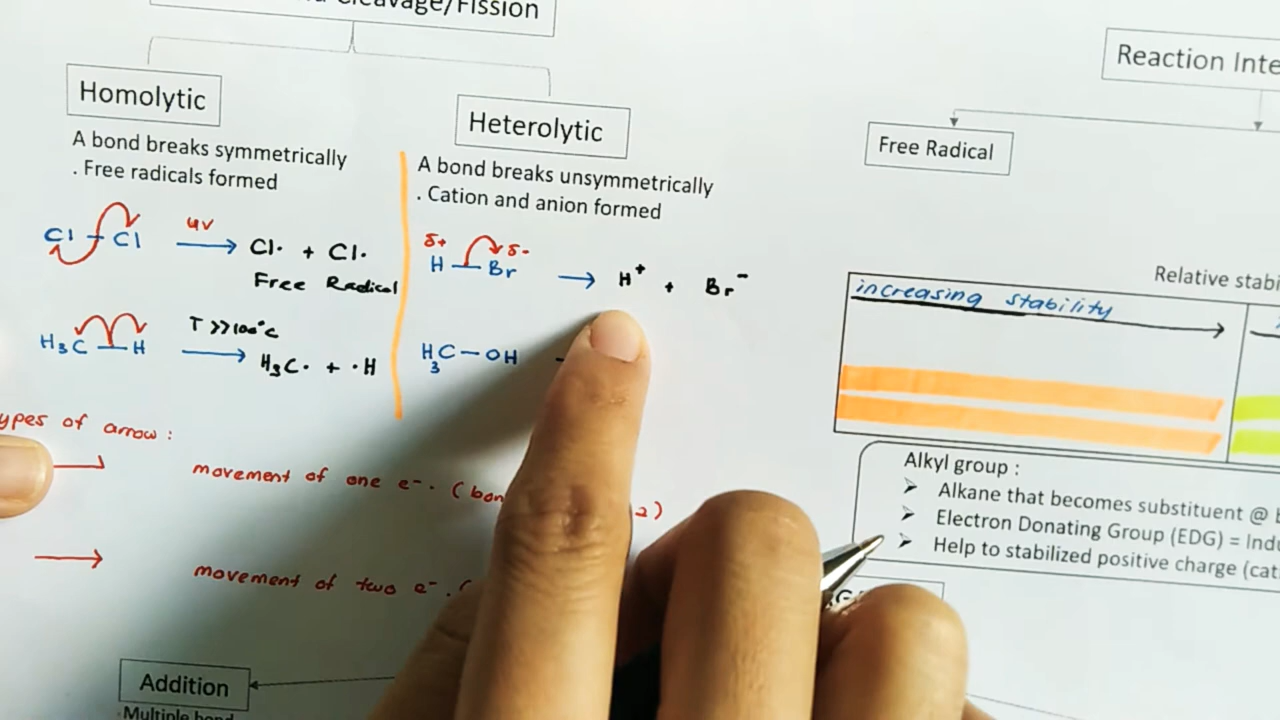 Cleavage/Fission
Homolytic
A bond breaks symmetrically
. Free radicals formed
Cl Cl uv → Cl· + Cl·
Free Radical
H₃C — H T >> 100°C → H₃C· + ·H
Heterolytic
A bond breaks unsymmetrically
. Cation and anion formed
δ+ δ-
H — Br → H⁺ + Br⁻
H₃C — OH
ypes of arrow :
movement of one e⁻. (bon
2)
movement of two e⁻. (
Addition
Multiple bond
Reaction Inte
Free Radical
Relative stabi
increasing stability
Alkyl group :
➢ Alkane that becomes substituent @
➢ Electron Donating Group (EDG) = Indu
➢ Help to stabilized positive charge (cat